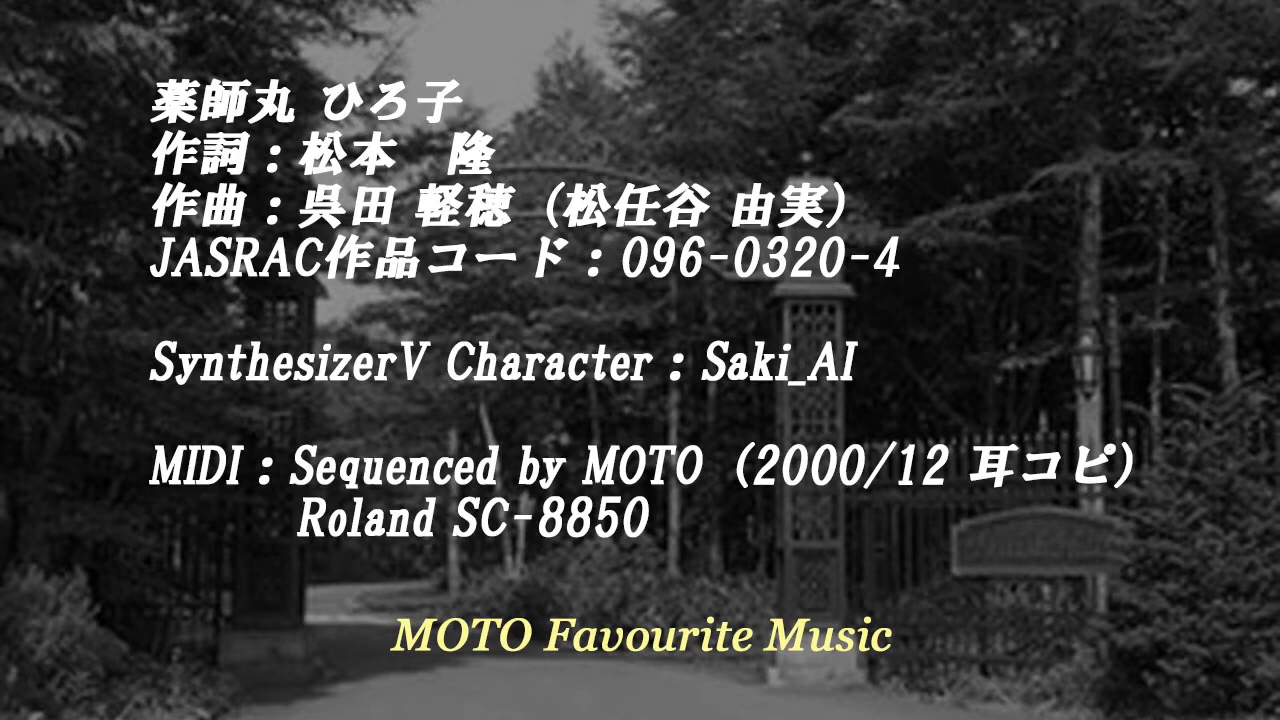 薬師丸 ひろ子
作詞：松本　隆
作曲：呉田 軽穂（松任谷 由実）
JASRAC作品コード：096-0320-4
SynthesizerV Character：Saki_AI
MIDI：Sequenced by MOTO（2000/12 耳コピ）
Roland SC-8850
MOTO Favourite Music